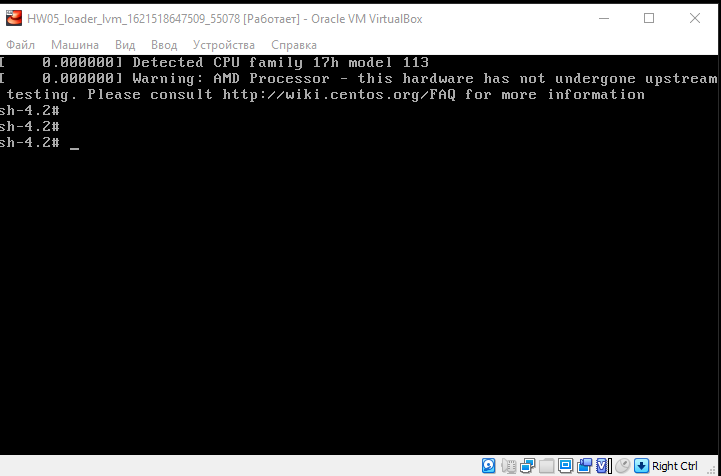 HW05_loader_lvm_1621518647509_55078 [Работает] - Oracle VM VirtualBox
Файл Машина Вид Ввод Устройства Справка
[    0.000000] Detected CPU family 17h model 113
[    0.000000] Warning: AMD Processor - this hardware has not undergone upstream
testing. Please consult http://wiki.centos.org/FAQ for more information
sh-4.2#
sh-4.2#
sh-4.2# _
Right Ctrl